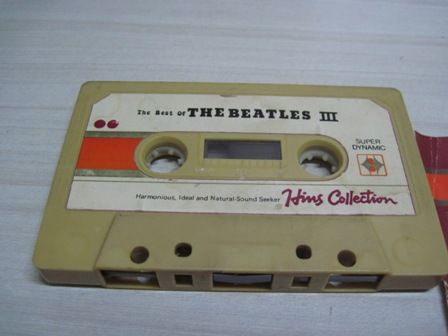 The Best Of THE BEATLES III
SUPER
DYNAMIC
Harmonious, Ideal and Natural-Sound Seeker Hins Collection